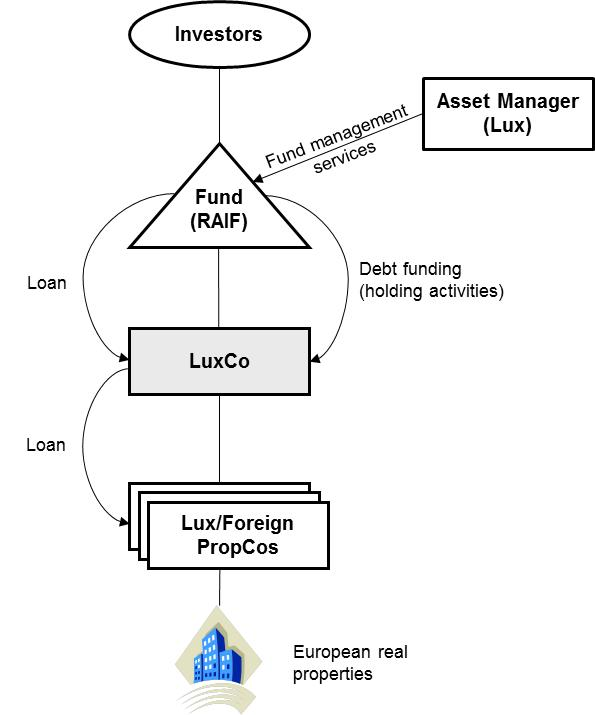 Investors
Asset Manager
(Lux)
Fund management
services
Fund
(RAIF)
Loan
Debt funding
(holding activities)
LuxCo
Loan
Lux/Foreign
PropCos
European real
properties